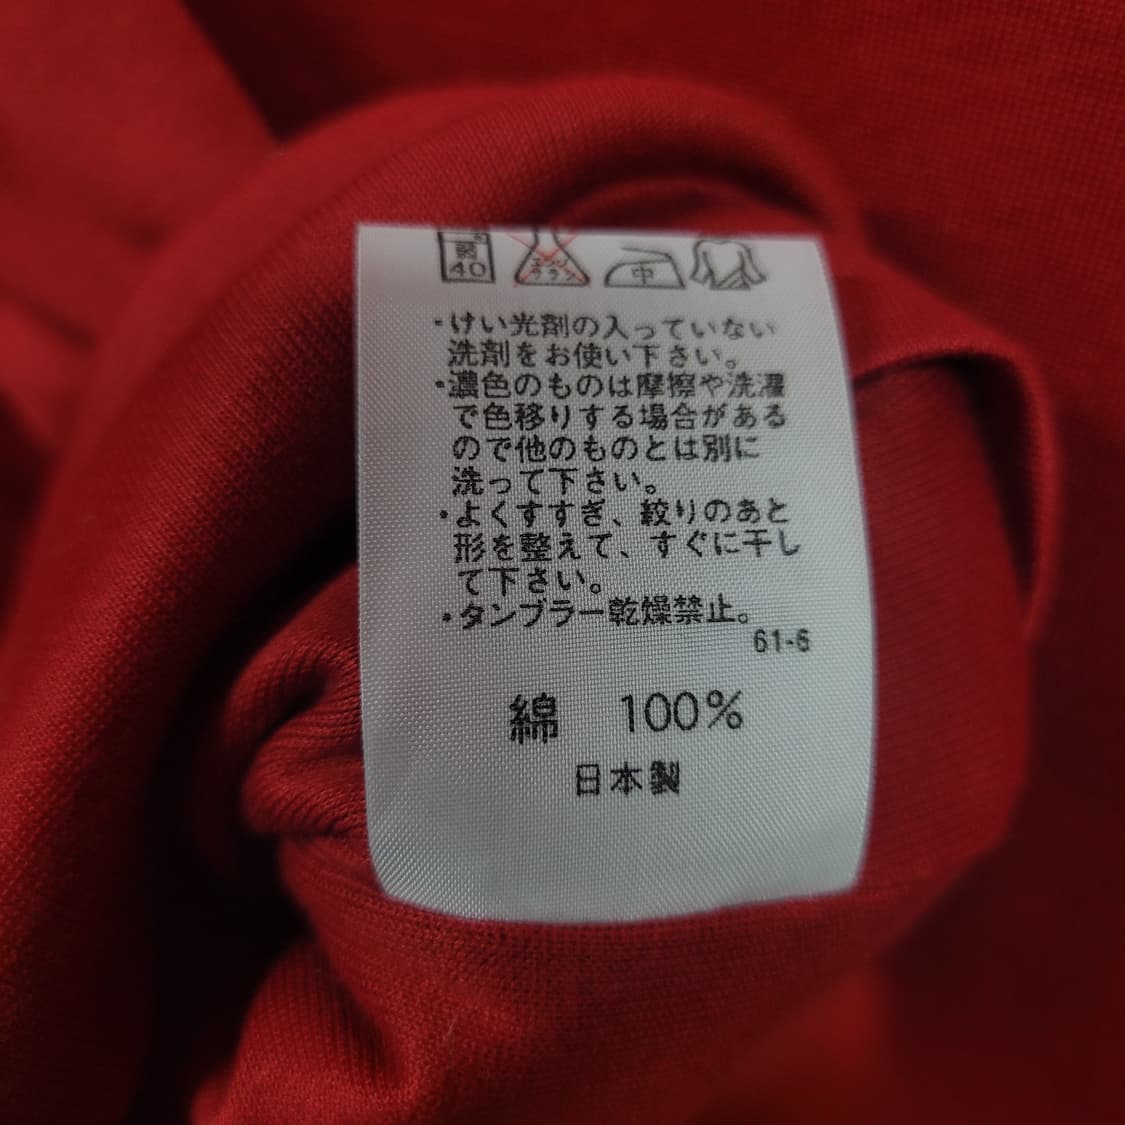 弱
40
エンソ
サラシ
中
・けい光剤の入っていない
洗剤をお使い下さい。
・濃色のものは摩擦や洗濯
で色移りする場合がある
ので他のものとは別に
洗って下さい。
・よくすすぎ、絞りのあと
形を整えて、すぐに干し
て下さい。
・タンブラー乾燥禁止。
61-6
綿 100%
日本製